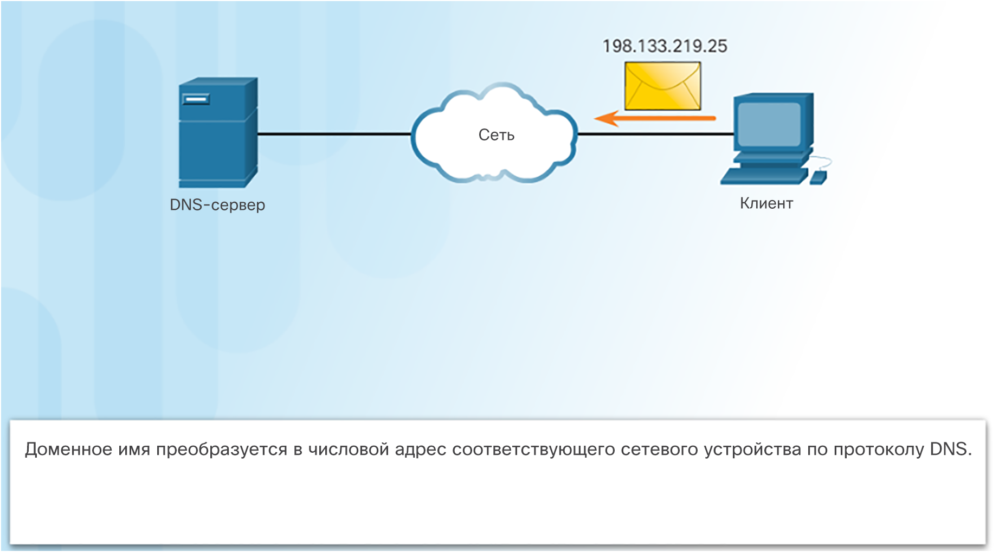 198.133.219.25
Сеть
DNS-сервер
Клиент
Доменное имя преобразуется в числовой адрес соответствующего сетевого устройства по протоколу DNS.